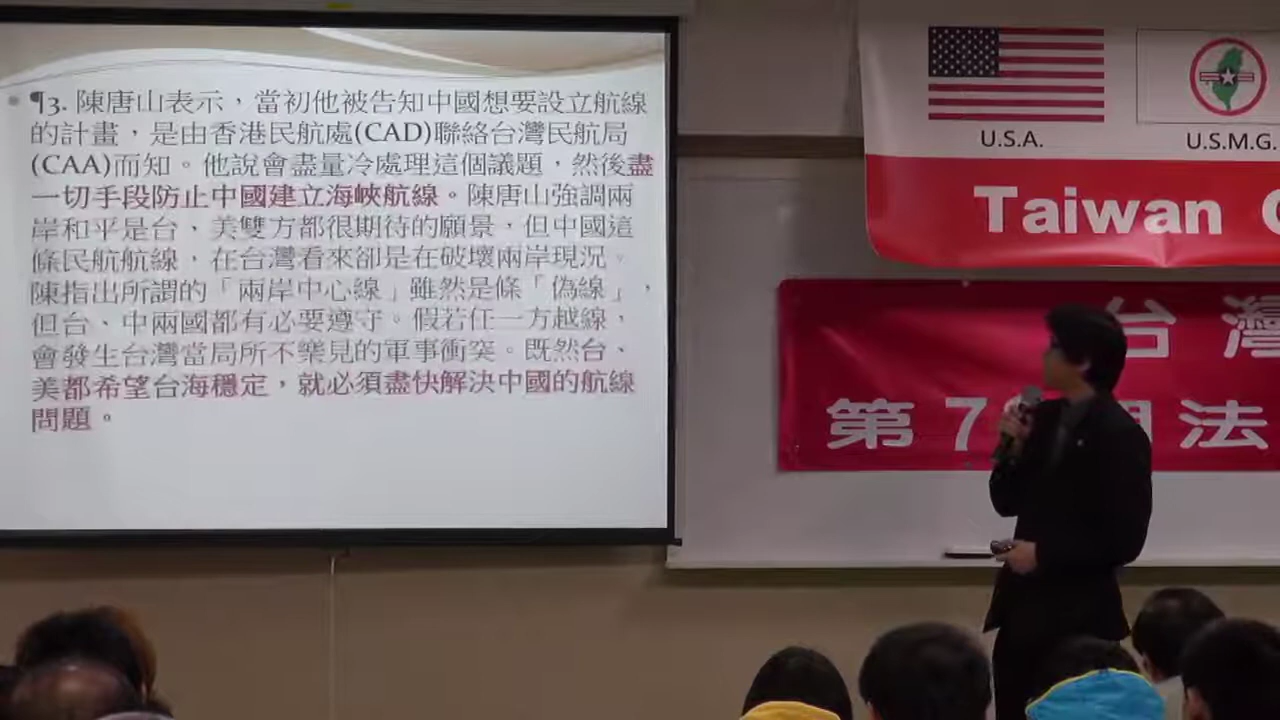 ¶3. 陳唐山表示，當初他被告知中國想要設立航線
的計畫，是由香港民航處(CAD)聯絡台灣民航局
(CAA)而知。他說會盡量冷處理這個議題，然後盡
一切手段防止中國建立海峽航線。陳唐山強調兩
岸和平是台、美雙方都很期待的願景，但中國這
條民航航線，在台灣看來卻是在破壞兩岸現況。
陳指出所謂的「兩岸中心線」雖然是條「偽線」，
但台、中兩國都有必要遵守。假若任一方越線，
會發生台灣當局所不樂見的軍事衝突。既然台、
美都希望台海穩定，就必須盡快解決中國的航線
問題。
U.S.A.
U.S.M.G.
Taiwan
台
第7 法